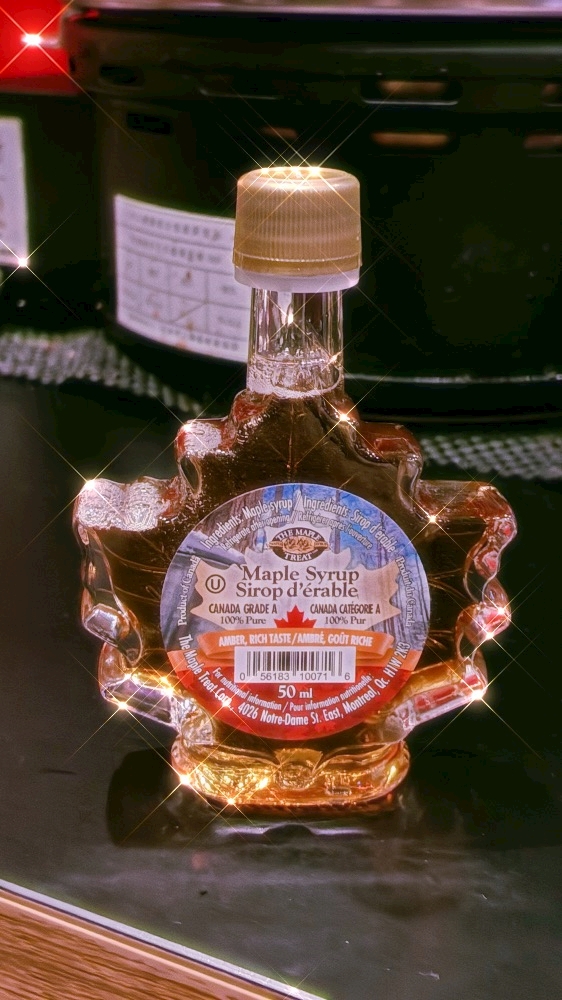 Ingredients: Maple syrup / Ingrédients: Sirop d'érable
THE MAPLE
TREAT
Product of Canada
U
Maple Syrup
Sirop d'érable
CANADA GRADE A
100% Pure
CANADA CATÉGORE A
100% Pur
AMBER, RICH TASTE/AMBRÉ, GOÛT RICHE
0 56183 10071 6
50 ml
For nutritional information / Pour information nutritionnelle:
The Maple Treat Corp. 4026 Notre-Dame St. East, Montreal, Qc, H1W 2K3